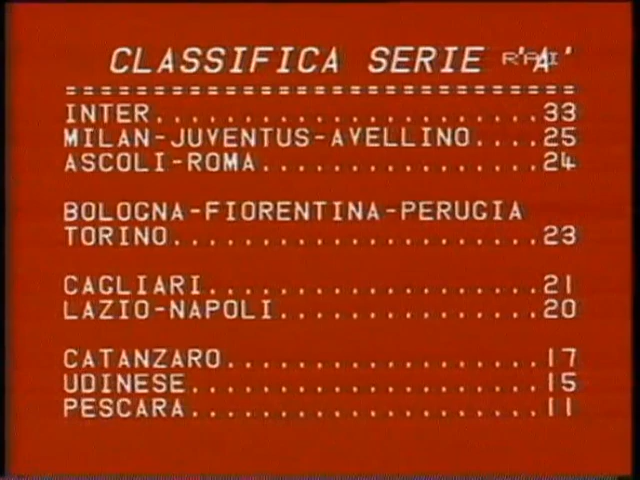 CLASSIFICA SERIE 'A'
RAI
===============================
INTER.......................33
MILAN-JUVENTUS-AVELLINO....25
ASCOLI-ROMA.................24
BOLOGNA-FIORENTINA-PERUGIA
TORINO......................23
CAGLIARI....................21
LAZIO-NAPOLI................20
CATANZARO...................17
UDINESE.....................15
PESCARA.....................11